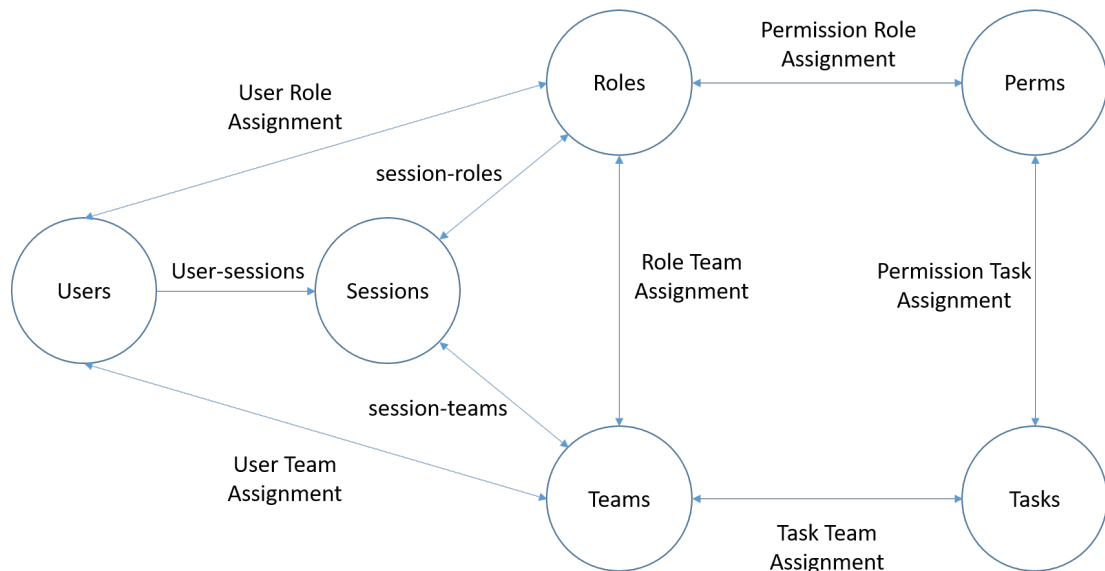 Permission Role
Assignment
Roles
Perms
User Role
Assignment
session-roles
Users
User-sessions
Sessions
Role Team
Assignment
Permission Task
Assignment
session-teams
User Team
Assignment
Teams
Tasks
Task Team
Assignment